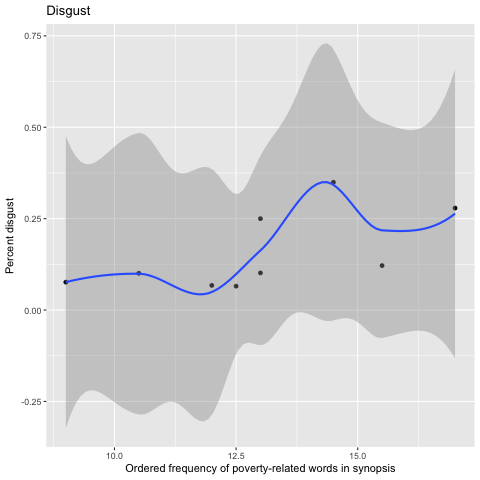 Disgust
0.75
0.50
0.25
0.00
-0.25
Percent disgust
10.0 12.5 15.0
Ordered frequency of poverty-related words in synopsis